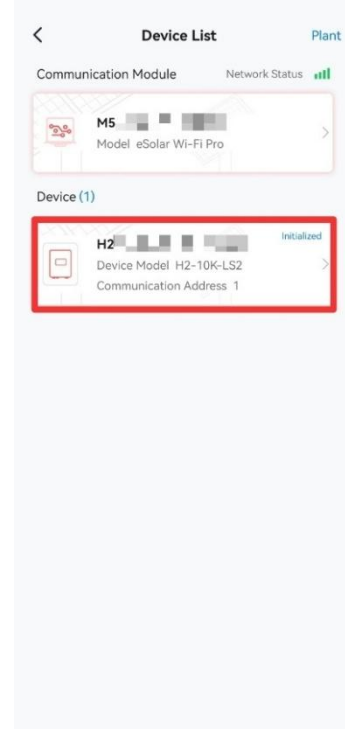 Device List
Plant
Communication Module
Network Status
M5
Model eSolar Wi-Fi Pro
Device (1)
H2
Initialized
Device Model H2-10K-LS2
Communication Address 1